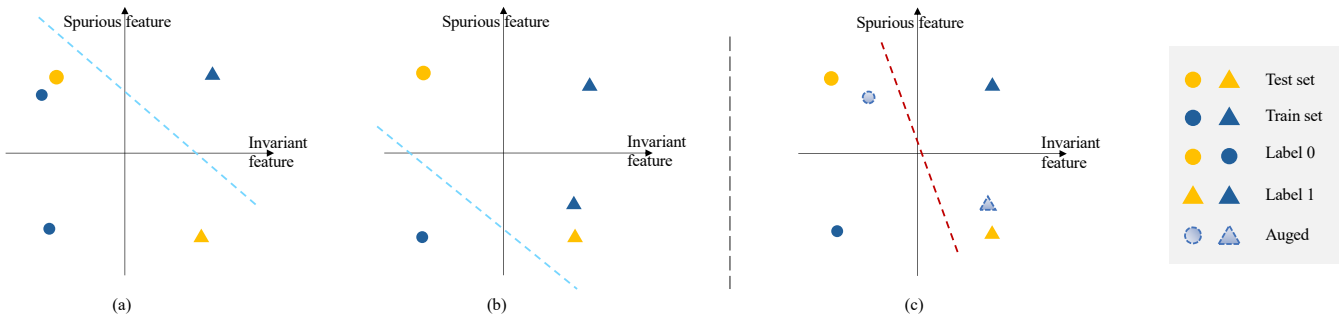 Spurious feature
Invariant
feature
(a)
Spurious feature
Invariant
feature
(b)
Spurious feature
Invariant
feature
(c)
Test set
Train set
Label 0
Label 1
Auged